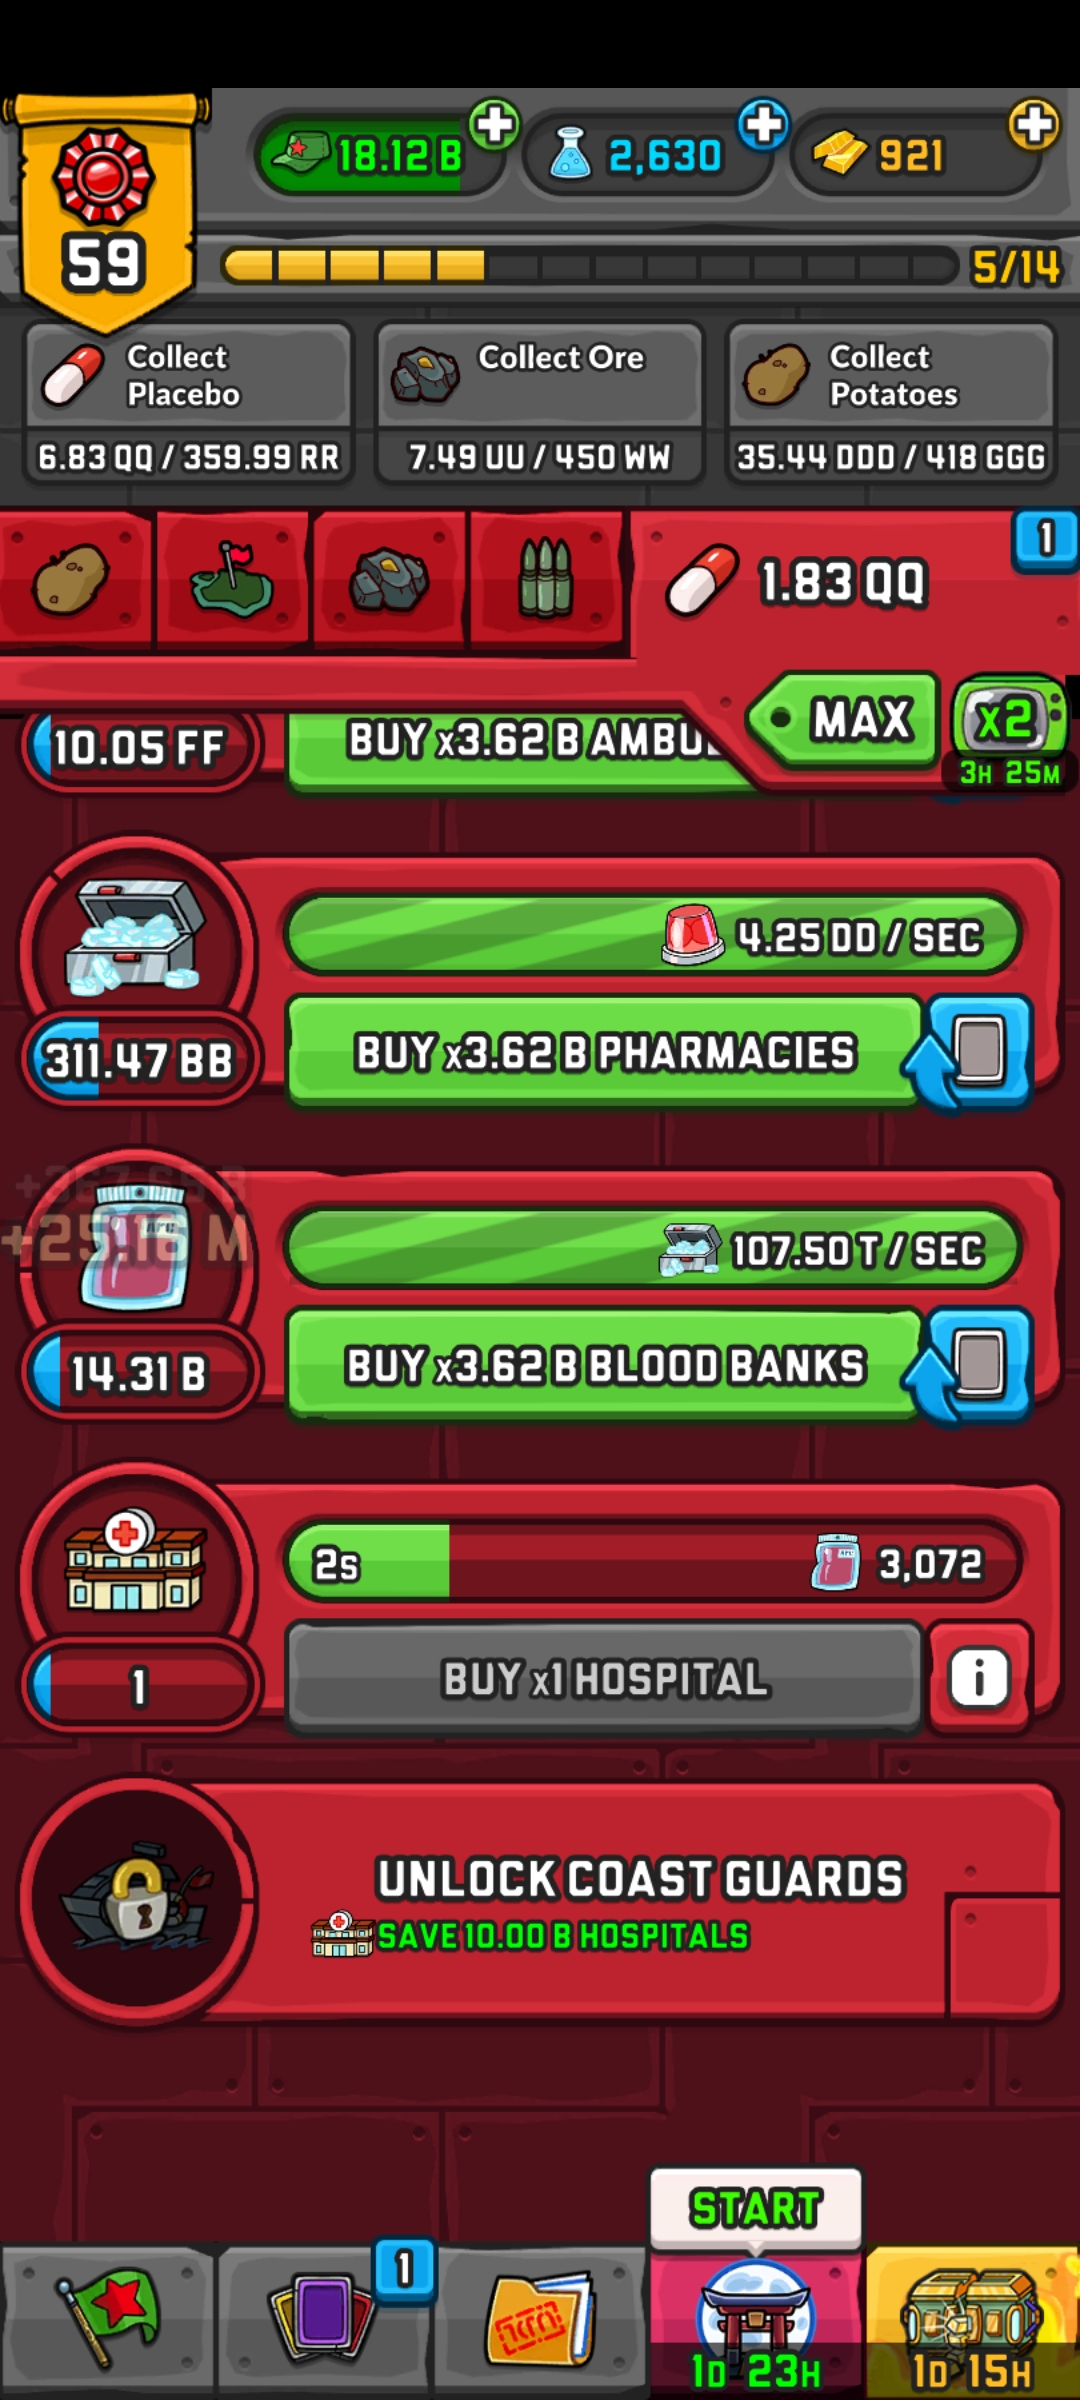 18.12 B
2,630
921
59
5/14
Collect Placebo
6.83 QQ / 359.99 RR
Collect Ore
7.49 UU / 450 WW
Collect Potatoes
35.44 DDD / 418 GGG
1.83 QQ
1
MAX
x2
3H 25M
10.05 FF
BUY x3.62 B
4.25 DD / SEC
311.47 BB
BUY x3.62 B PHARMACIES
+25.16 M
107.50 T / SEC
14.31 B
BUY x3.62 B BLOOD BANKS
2s
3,072
1
BUY x1 HOSPITAL
i
UNLOCK COAST GUARDS
SAVE 10.00 B HOSPITALS
START
1
1D 23H
1D 15H